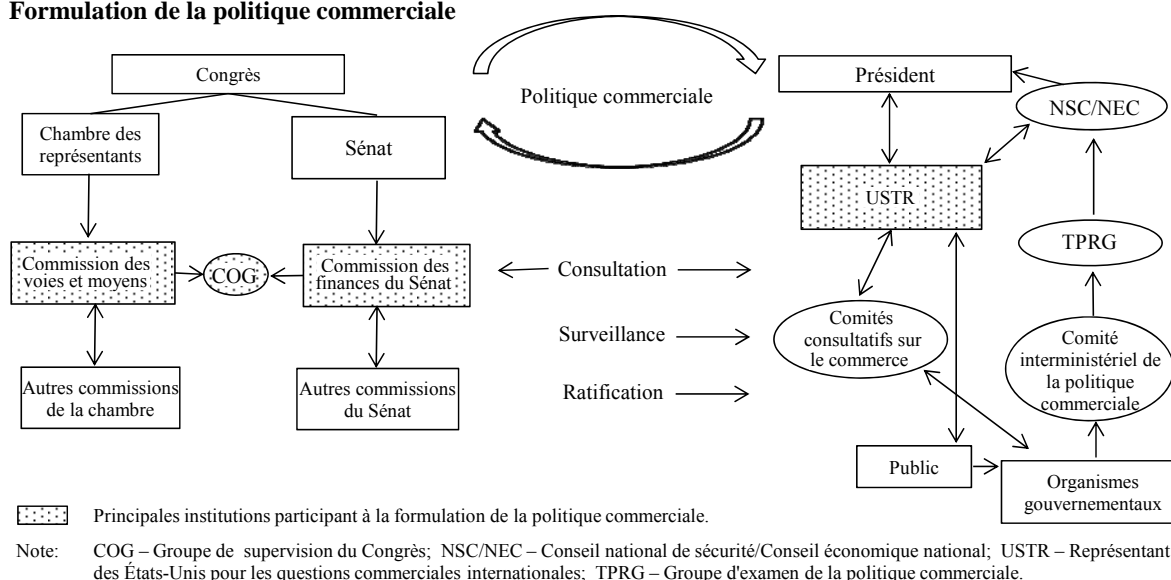 Formulation de la politique commerciale
Congrès
Chambre des
représentants
Sénat
Commission des
voies et moyens
COG
Commission des
finances du Sénat
Autres commissions
de la chambre
Autres commissions
du Sénat
Politique commerciale
Consultation
Surveillance
Ratification
Président
NSC/NEC
USTR
TPRG
Comités
consultatifs sur
le commerce
Comité
interministériel de
la politique
commerciale
Public
Organismes
gouvernementaux
Principales institutions participant à la formulation de la politique commerciale.
Note: COG – Groupe de supervision du Congrès; NSC/NEC – Conseil national de sécurité/Conseil économique national; USTR – Représentant
des États-Unis pour les questions commerciales internationales; TPRG – Groupe d'examen de la politique commerciale.